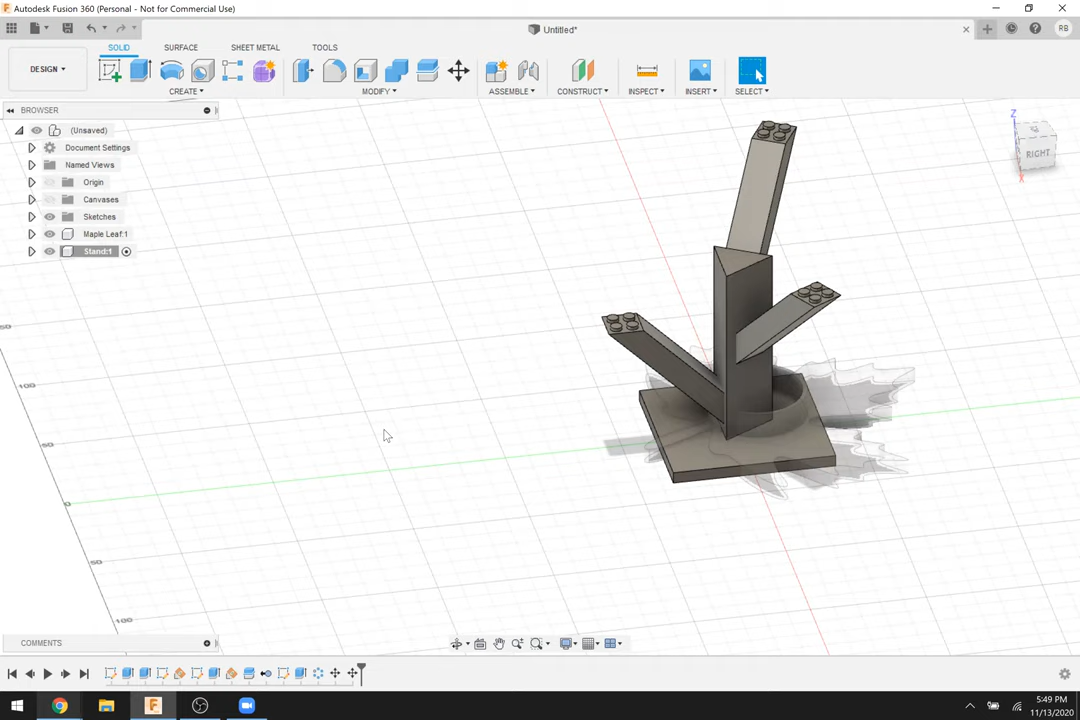 Autodesk Fusion 360 (Personal - Not for Commercial Use)
Untitled*
RB
SOLID SURFACE SHEET METAL TOOLS
DESIGN
CREATE MODIFY ASSEMBLE CONSTRUCT INSPECT INSERT SELECT
BROWSER
(Unsaved)
Document Settings
Named Views
Origin
Canvases
Sketches
Maple Leaf:1
Stand:1
Z
RIGHT
X
50
100
50
0
50
100
COMMENTS
5:49 PM
11/13/2020